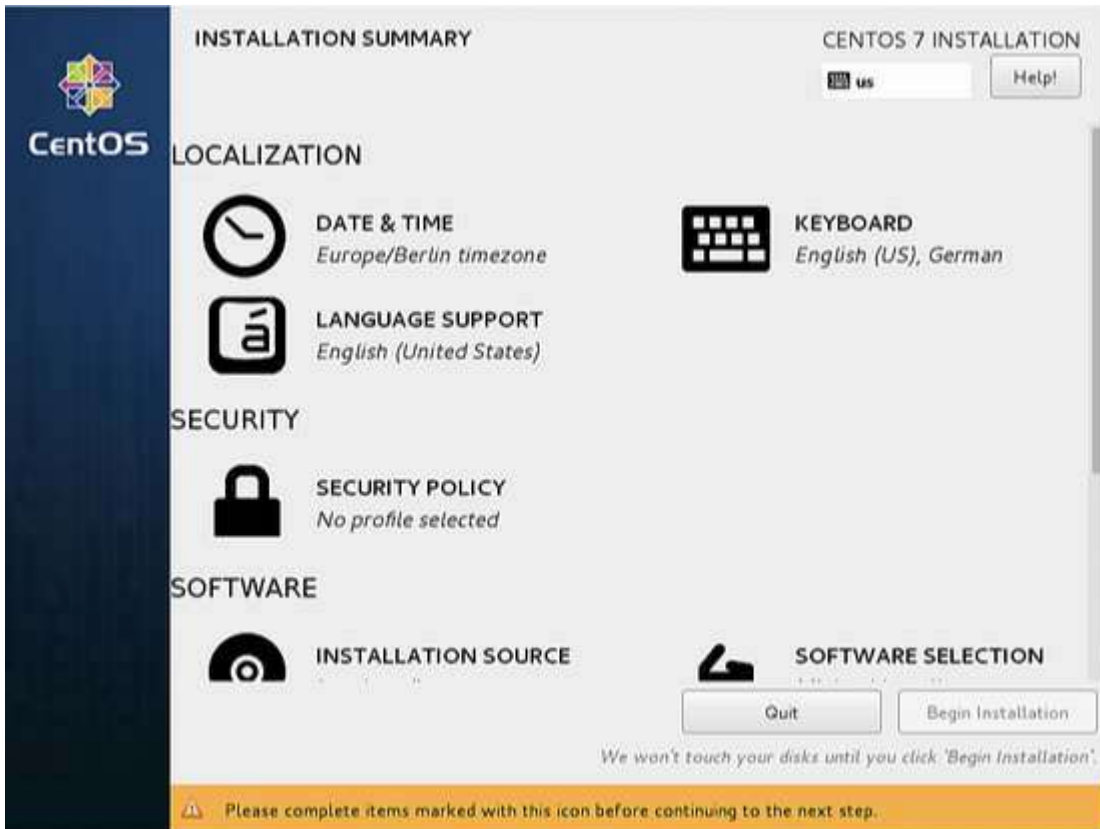 INSTALLATION SUMMARY
CENTOS 7 INSTALLATION
us
Help!
CentOS
LOCALIZATION
DATE & TIME
Europe/Berlin timezone
KEYBOARD
English (US), German
LANGUAGE SUPPORT
English (United States)
SECURITY
SECURITY POLICY
No profile selected
SOFTWARE
INSTALLATION SOURCE
SOFTWARE SELECTION
Quit
Begin Installation
We won't touch your disks until you click 'Begin Installation'.
Please complete items marked with this icon before continuing to the next step.